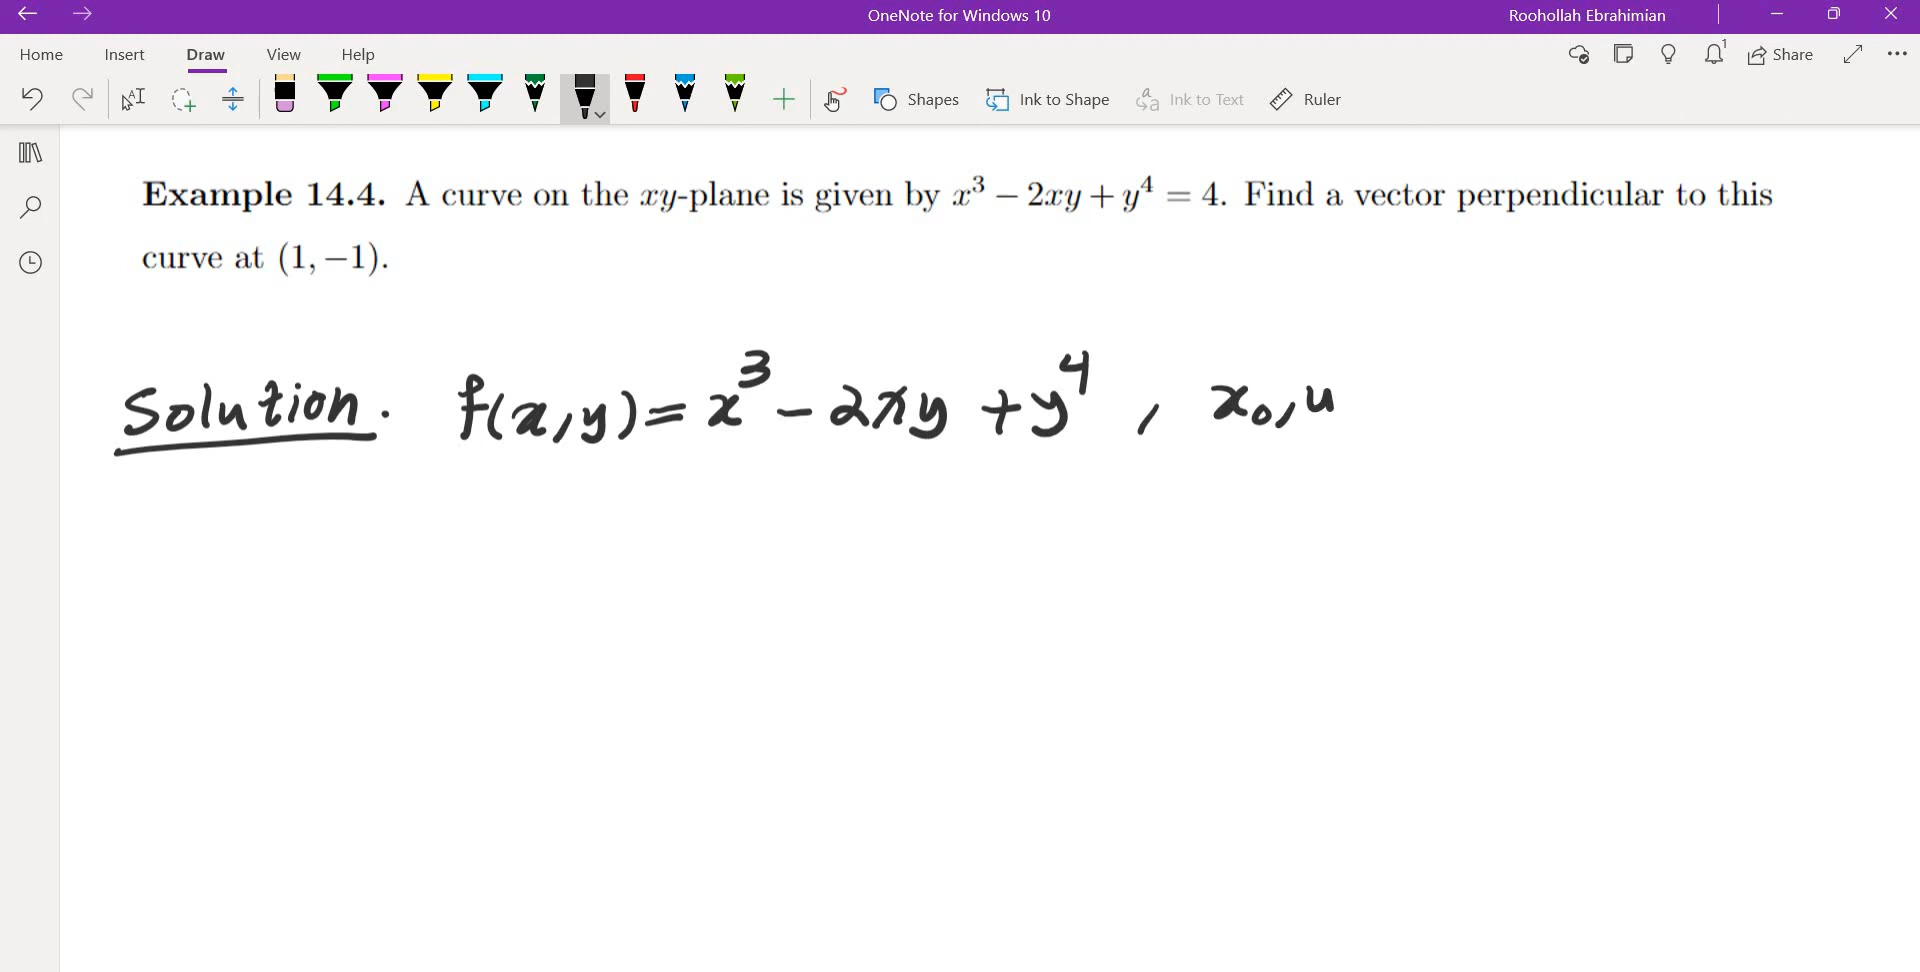 OneNote for Windows 10
Roohollah Ebrahimian
Home Insert Draw View Help
1
Share
Shapes Ink to Shape Ink to Text Ruler
Example 14.4. A curve on the xy-plane is given by x³ − 2xy + y⁴ = 4. Find a vector perpendicular to this
curve at (1, −1).
Solution. f(x,y) = x³ − 2xy + y⁴ , x₀,u